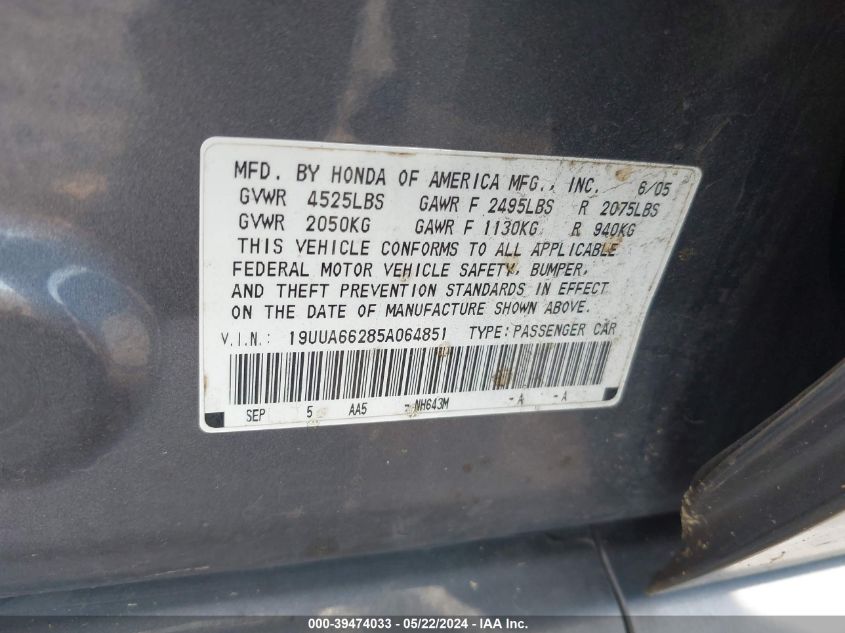 MFD. BY HONDA OF AMERICA MFG., INC. 6/05
GVWR 4525LBS GAWR F 2495LBS R 2075LBS
GVWR 2050KG GAWR F 1130KG R 940KG
THIS VEHICLE CONFORMS TO ALL APPLICABLE
FEDERAL MOTOR VEHICLE SAFETY, BUMPER,
AND THEFT PREVENTION STANDARDS IN EFFECT
ON THE DATE OF MANUFACTURE SHOWN ABOVE.
V.I.N.: 19UUA66285A064851 TYPE:PASSENGER CAR
SEP 5 AA5 -NH643M -A -A
000-39474033 - 05/22/2024 - IAA Inc.